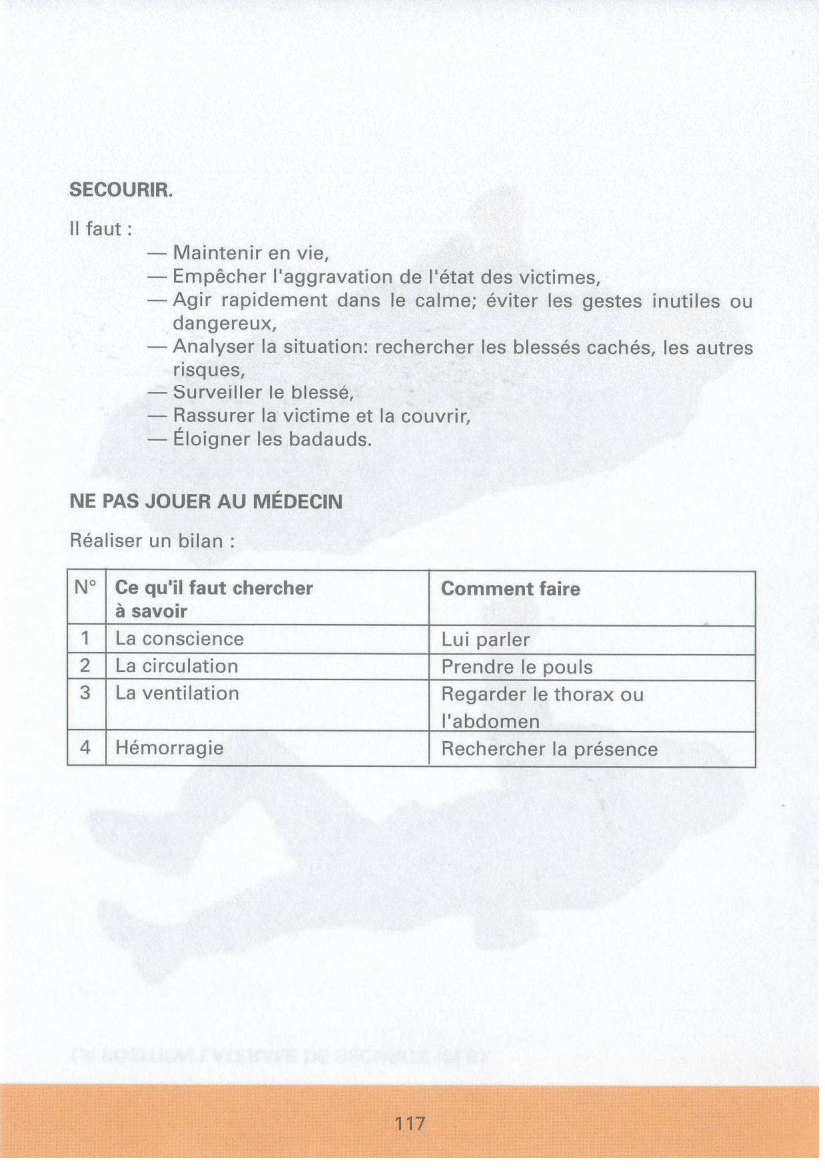 SECOURIR.
Il faut :
— Maintenir en vie,
— Empêcher l'aggravation de l'état des victimes,
— Agir rapidement dans le calme; éviter les gestes inutiles ou
dangereux,
— Analyser la situation: rechercher les blessés cachés, les autres
risques,
— Surveiller le blessé,
— Rassurer la victime et la couvrir,
— Éloigner les badauds.
NE PAS JOUER AU MÉDECIN
Réaliser un bilan :
N° Ce qu'il faut chercher Comment faire
à savoir
1 La conscience Lui parler
2 La circulation Prendre le pouls
3 La ventilation Regarder le thorax ou
l'abdomen
4 Hémorragie Rechercher la présence
117